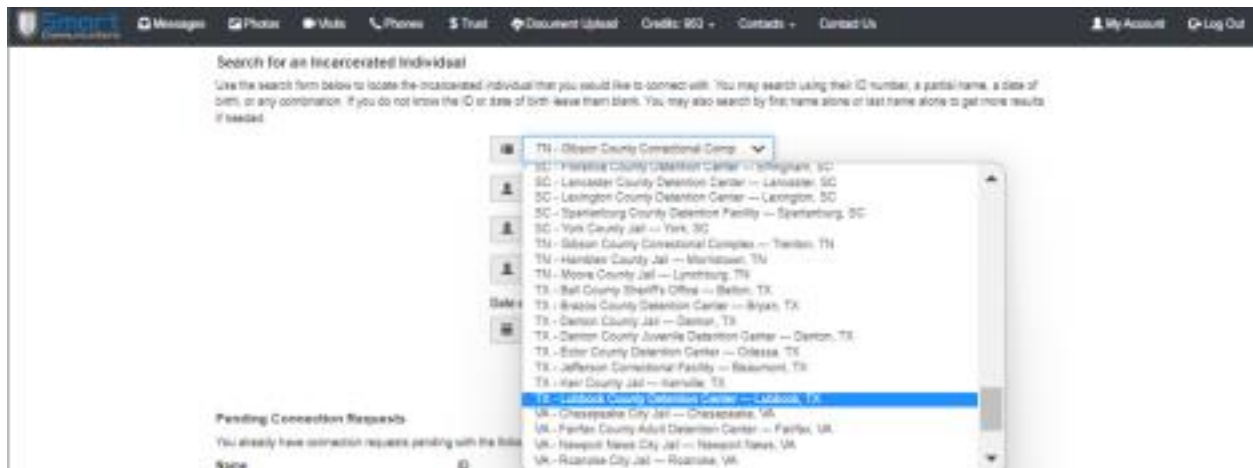 Smart Communications Messages Photos Visits Phones $ Trust Document Upload Credits: 953 Contacts Contact Us My Account Log Out
Search for an Incarcerated Individual
Use the search form below to locate the incarcerated individual that you would like to connect with. You may search using their ID number, a partial name, a date of
birth, or any combination. If you do not know the ID or date of birth leave them blank. You may also search by first name alone or last name alone to get more results
if needed.
TN - Gibson County Correctional Comp
SC - Florence County Detention Center — Effingham, SC
SC - Lancaster County Detention Center — Lancaster, SC
SC - Lexington County Detention Center — Lexington, SC
SC - Spartanburg County Detention Facility — Spartanburg, SC
SC - York County Jail — York, SC
TN - Gibson County Correctional Complex — Trenton, TN
TN - Hamblen County Jail — Morristown, TN
TN - Moore County Jail — Lynchburg, TN
TX - Bell County Sheriff's Office — Belton, TX
TX - Brazos County Detention Center — Bryan, TX
TX - Denton County Jail — Denton, TX
TX - Denton County Juvenile Detention Center — Denton, TX
Date
TX - Ector County Detention Center — Odessa, TX
TX - Jefferson Correctional Facility — Beaumont, TX
TX - Kerr County Jail — Kerrville, TX
TX - Lubbock County Detention Center — Lubbock, TX
VA - Chesapeake City Jail — Chesapeake, VA
VA - Fairfax County Adult Detention Center — Fairfax, VA
VA - Newport News City Jail — Newport News, VA
VA - Roanoke City Jail — Roanoke, VA
Pending Connection Requests
You already have connection requests pending with the
Name ID